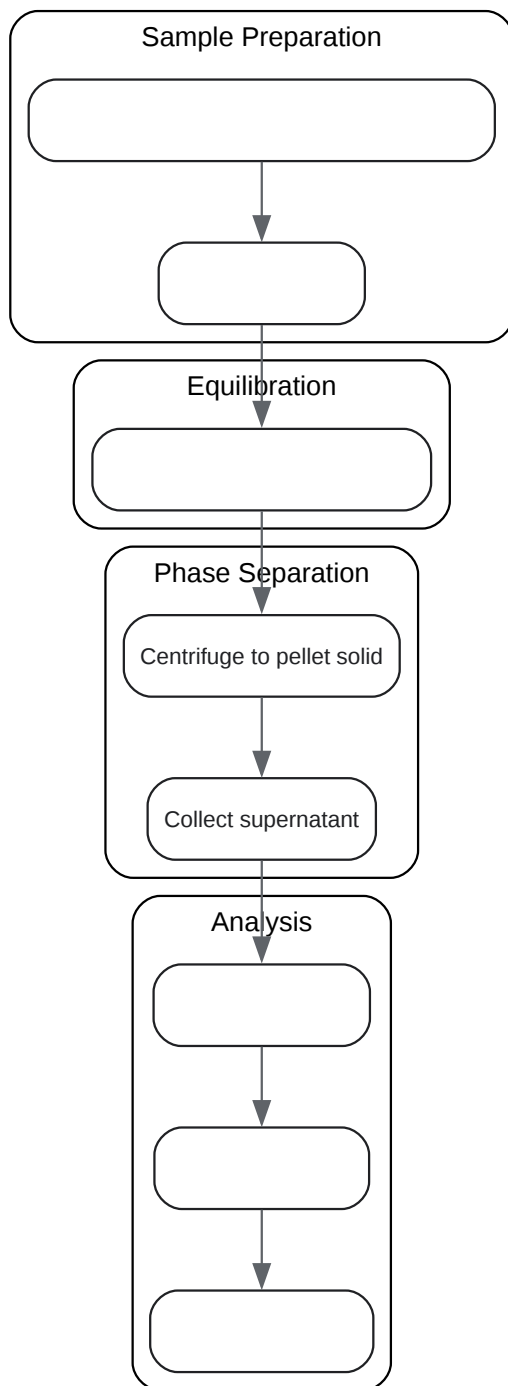 Sample Preparation
Equilibration
Phase Separation
Centrifuge to pellet solid
Collect supernatant
Analysis